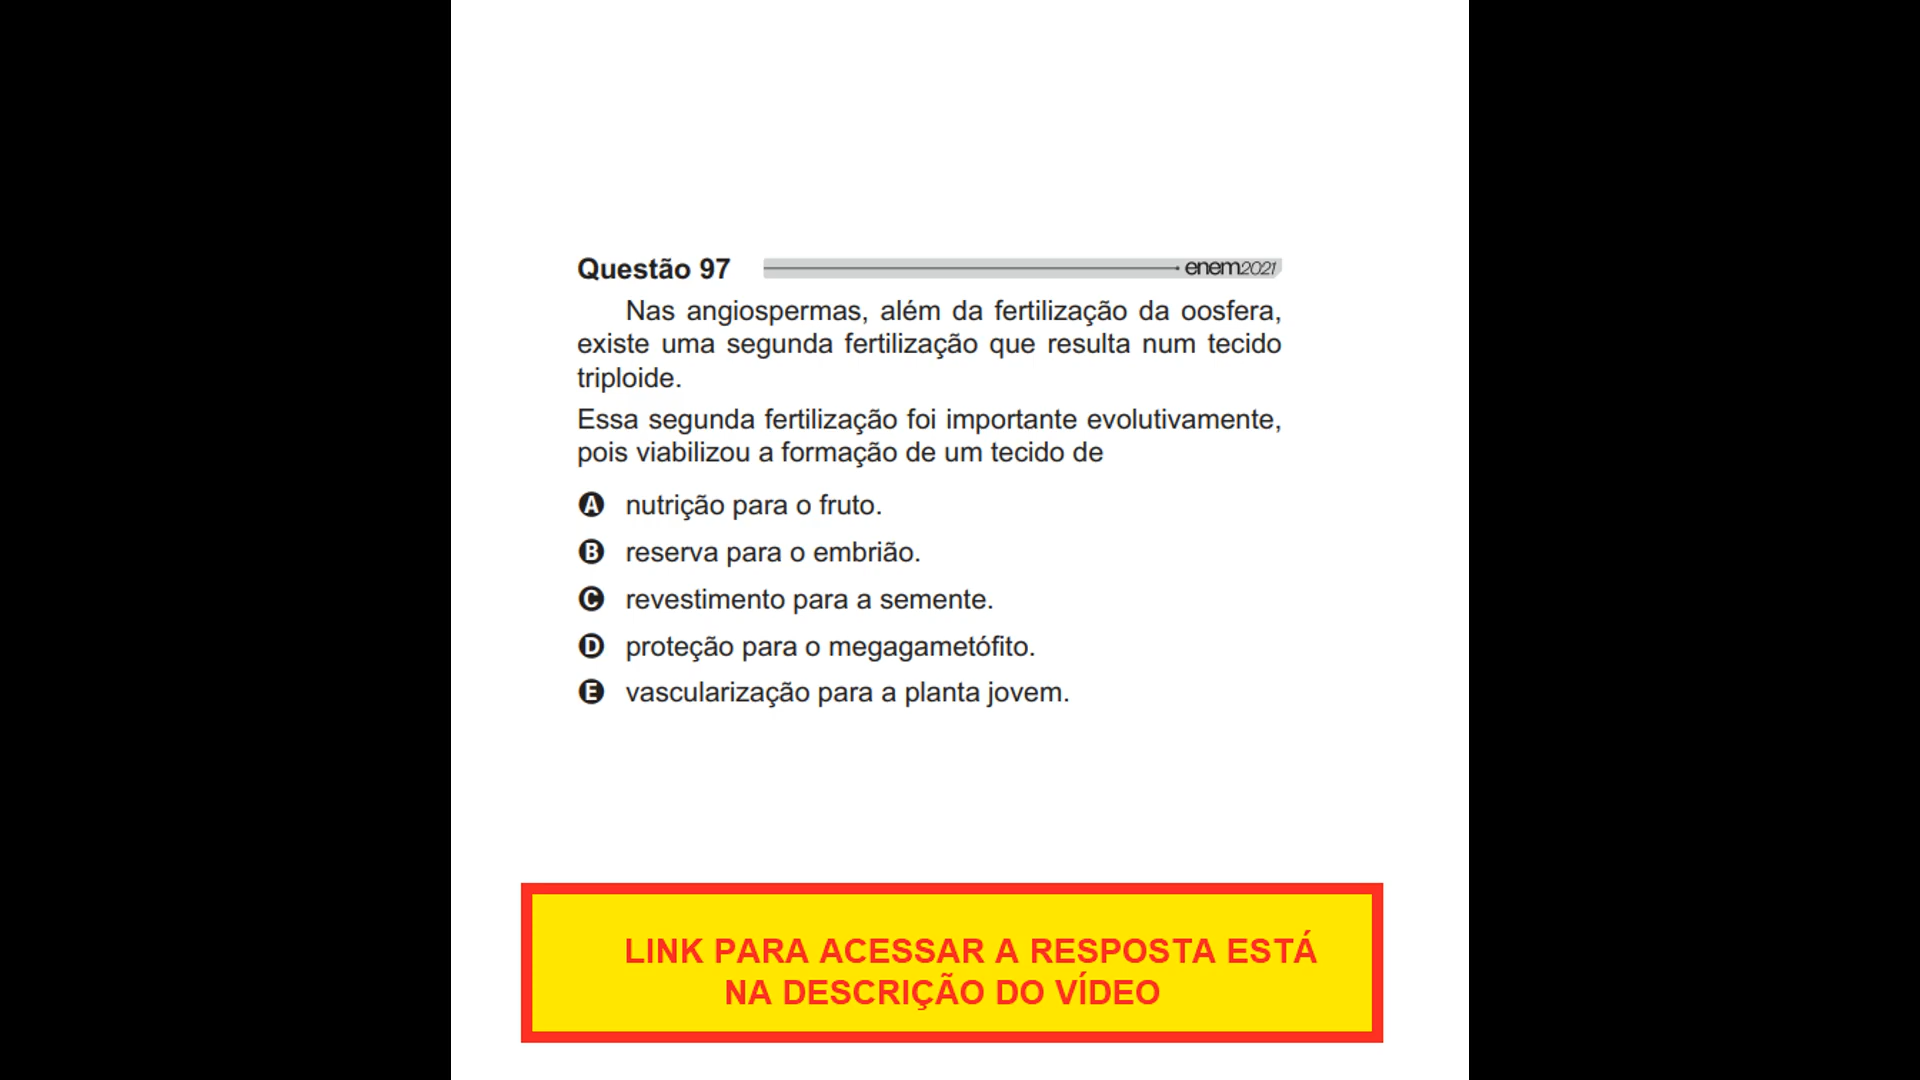 Questão 97 enem2021
Nas angiospermas, além da fertilização da oosfera,
existe uma segunda fertilização que resulta num tecido
triploide.
Essa segunda fertilização foi importante evolutivamente,
pois viabilizou a formação de um tecido de
A nutrição para o fruto.
B reserva para o embrião.
C revestimento para a semente.
D proteção para o megagametófito.
E vascularização para a planta jovem.
LINK PARA ACESSAR A RESPOSTA ESTÁ
NA DESCRIÇÃO DO VÍDEO